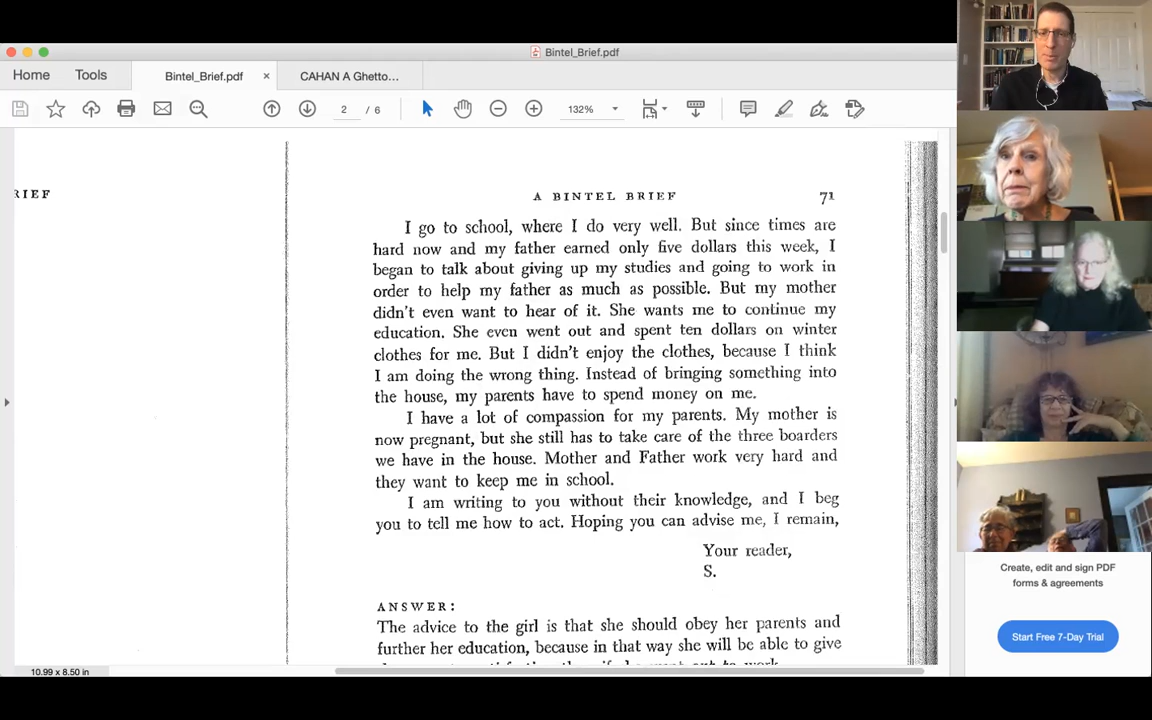 Bintel_Brief.pdf
Home Tools Bintel_Brief.pdf × CAHAN A Ghetto...
2 / 6 132%
RIEF
A BINTEL BRIEF 71
I go to school, where I do very well. But since times are
hard now and my father earned only five dollars this week, I
began to talk about giving up my studies and going to work in
order to help my father as much as possible. But my mother
didn't even want to hear of it. She wants me to continue my
education. She even went out and spent ten dollars on winter
clothes for me. But I didn't enjoy the clothes, because I think
I am doing the wrong thing. Instead of bringing something into
the house, my parents have to spend money on me.
I have a lot of compassion for my parents. My mother is
now pregnant, but she still has to take care of the three boarders
we have in the house. Mother and Father work very hard and
they want to keep me in school.
I am writing to you without their knowledge, and I beg
you to tell me how to act. Hoping you can advise me, I remain,
Your reader,
S.
ANSWER:
The advice to the girl is that she should obey her parents and
further her education, because in that way she will be able to give
10.99 x 8.50 in
Create, edit and sign PDF
forms & agreements
Start Free 7-Day Trial